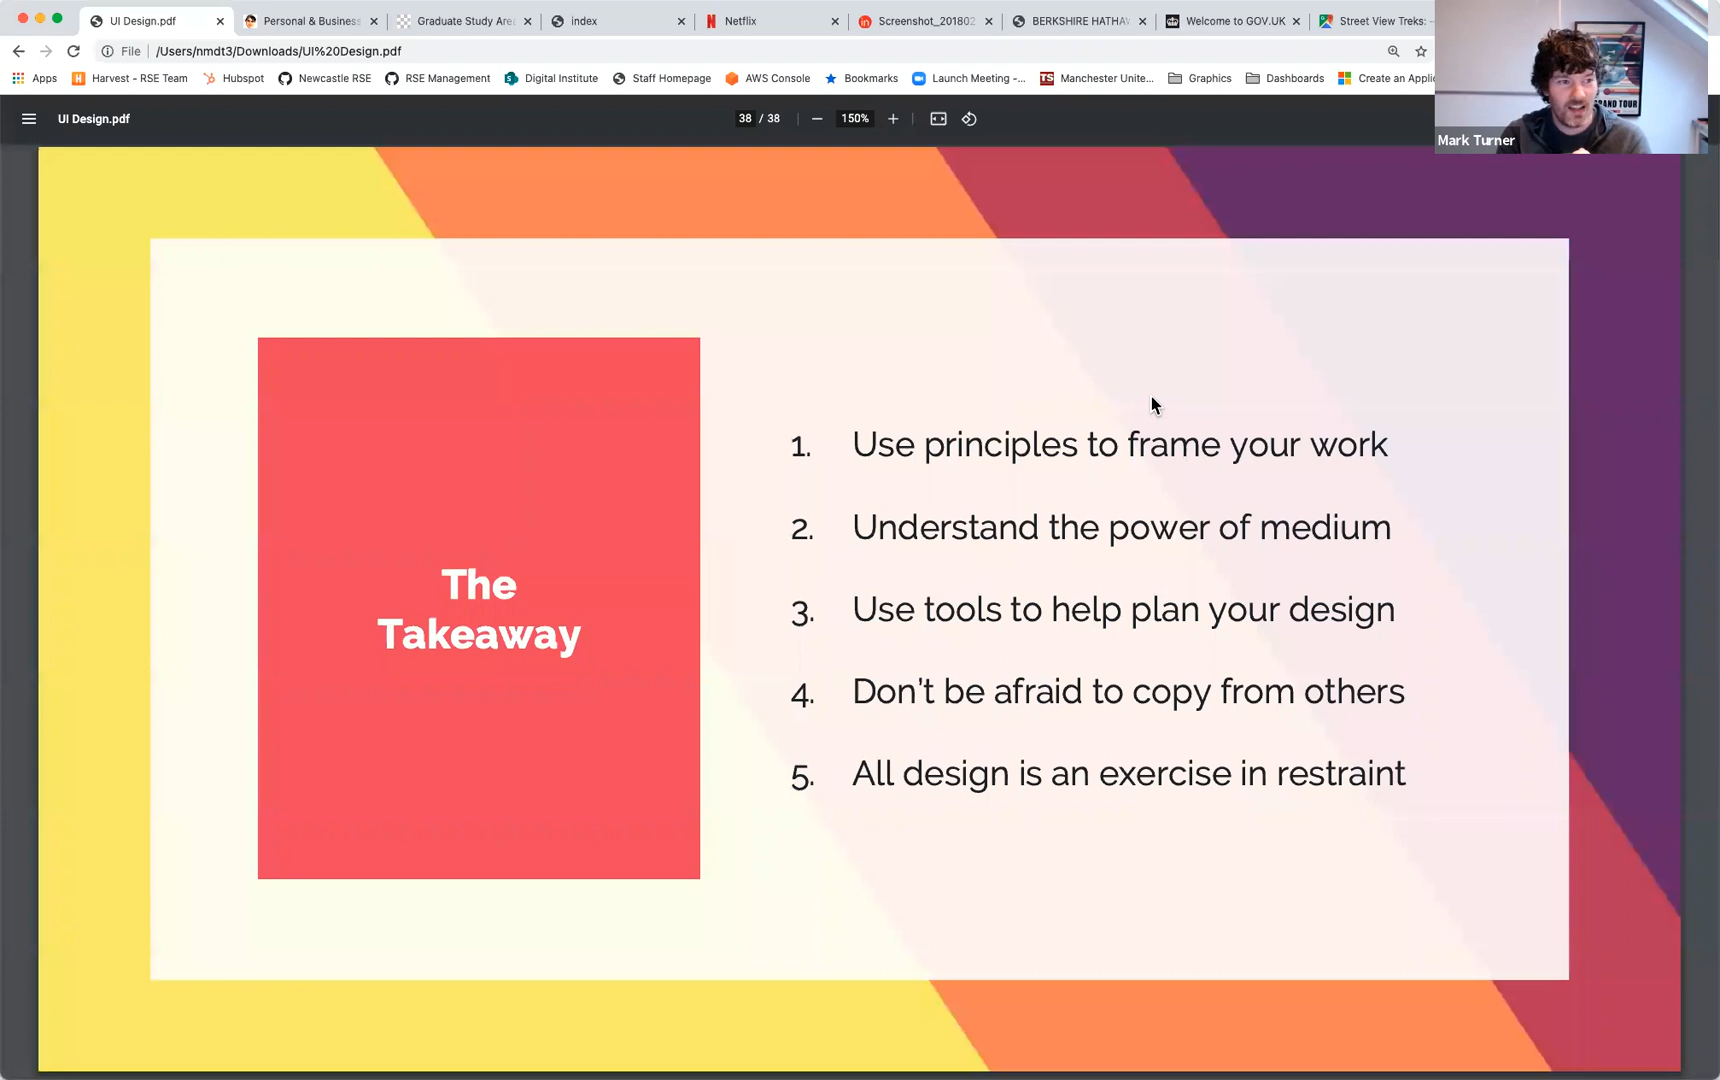 UI Design.pdf
Personal & Business
Graduate Study Area
index
Netflix
Screenshot_201802
BERKSHIRE HATHAW
Welcome to GOV.UK
Street View Treks:
File
/Users/nmdt3/Downloads/UI%20Design.pdf
Apps
Harvest - RSE Team
Hubspot
Newcastle RSE
RSE Management
Digital Institute
Staff Homepage
AWS Console
Bookmarks
Launch Meeting -...
Manchester Unite...
Graphics
Dashboards
Create an Appli
UI Design.pdf
38 / 38
150%
GRAND TOUR
Mark Turner
The
Takeaway
1. Use principles to frame your work
2. Understand the power of medium
3. Use tools to help plan your design
4. Don't be afraid to copy from others
5. All design is an exercise in restraint